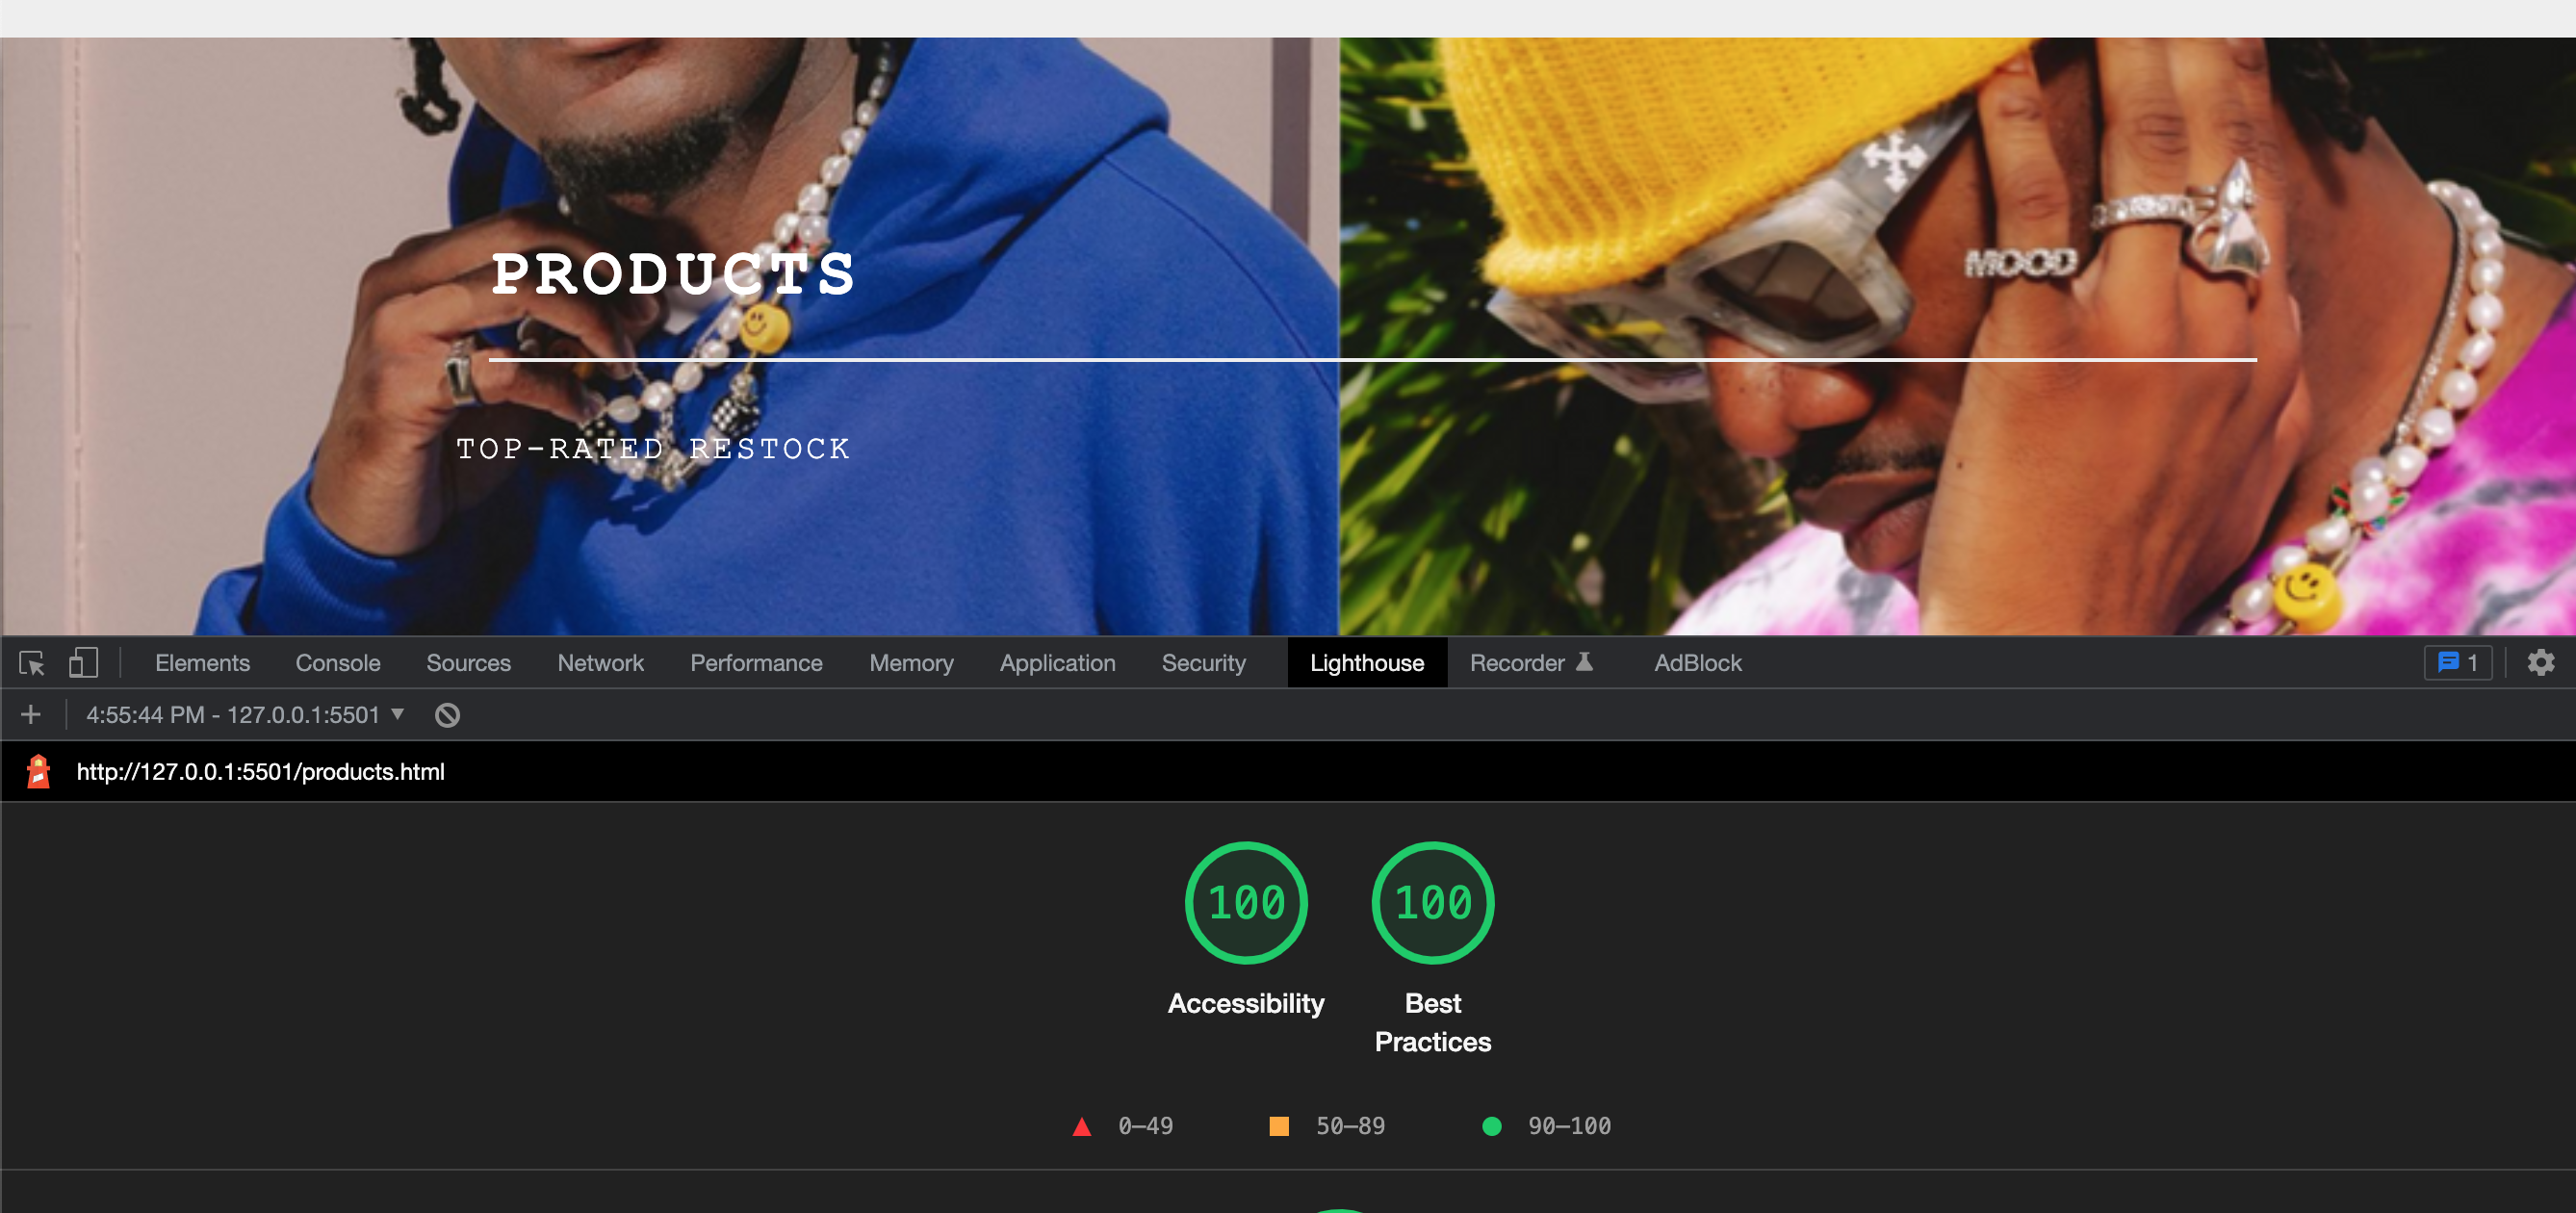 MOOD
PRODUCTS
TOP-RATED RESTOCK
Elements Console Sources Network Performance Memory Application Security Lighthouse Recorder AdBlock 1
4:55:44 PM - 127.0.0.1:5501
http://127.0.0.1:5501/products.html
100 100
Accessibility Best Practices
0–49 50–89 90–100